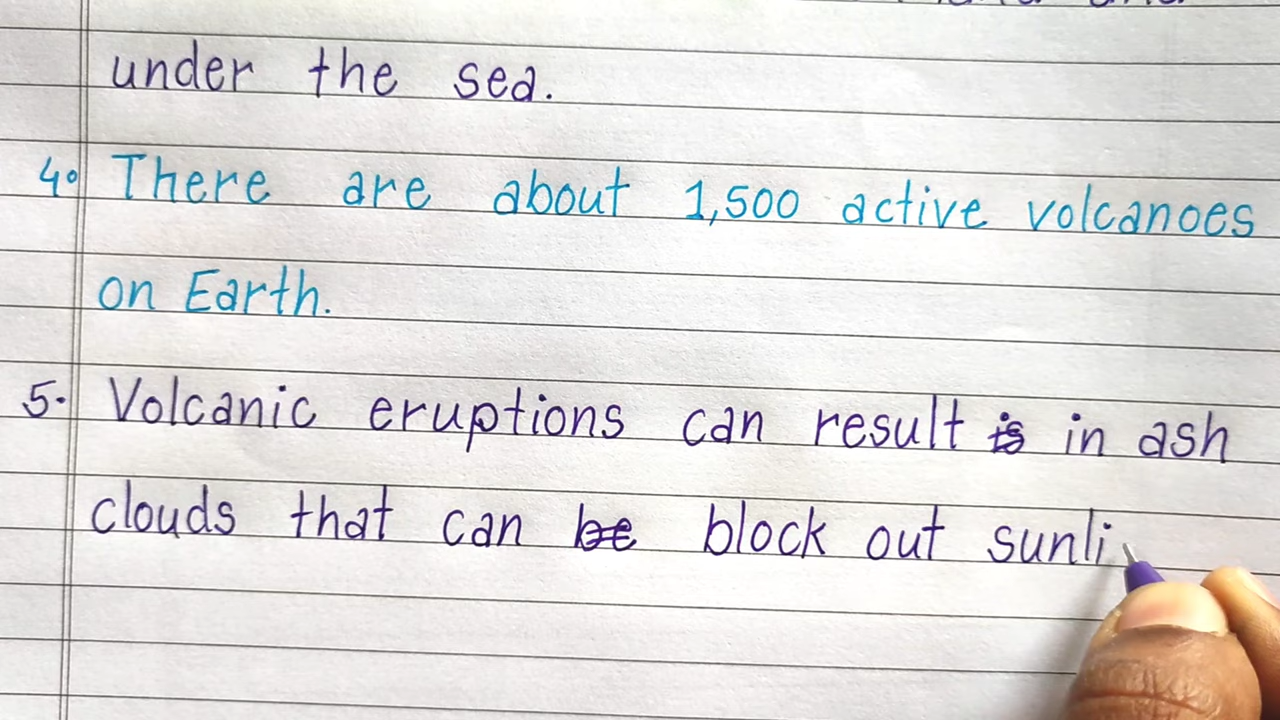 under the sea.
4. There are about 1,500 active volcanoes
on Earth.
5. Volcanic eruptions can result is in ash
clouds that can be block out sunli